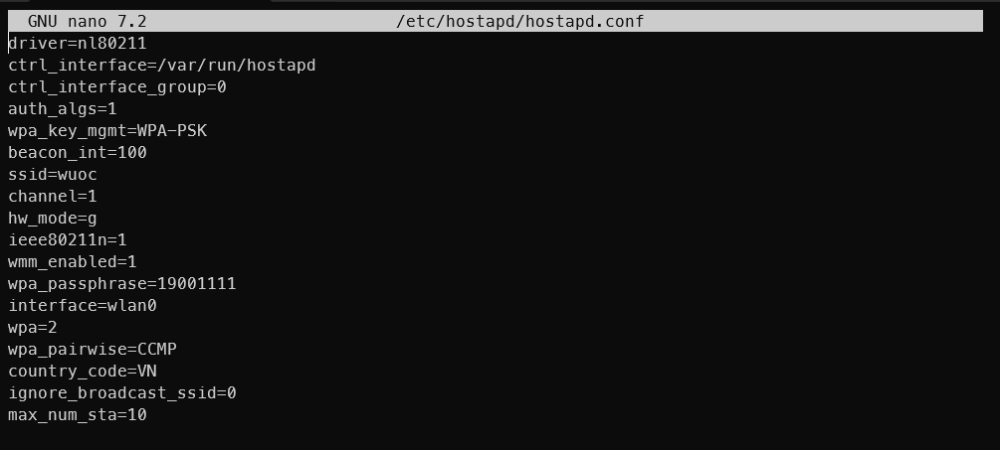 GNU nano 7.2 /etc/hostapd/hostapd.conf
driver=nl80211
ctrl_interface=/var/run/hostapd
ctrl_interface_group=0
auth_algs=1
wpa_key_mgmt=WPA-PSK
beacon_int=100
ssid=wuoc
channel=1
hw_mode=g
ieee80211n=1
wmm_enabled=1
wpa_passphrase=19001111
interface=wlan0
wpa=2
wpa_pairwise=CCMP
country_code=VN
ignore_broadcast_ssid=0
max_num_sta=10